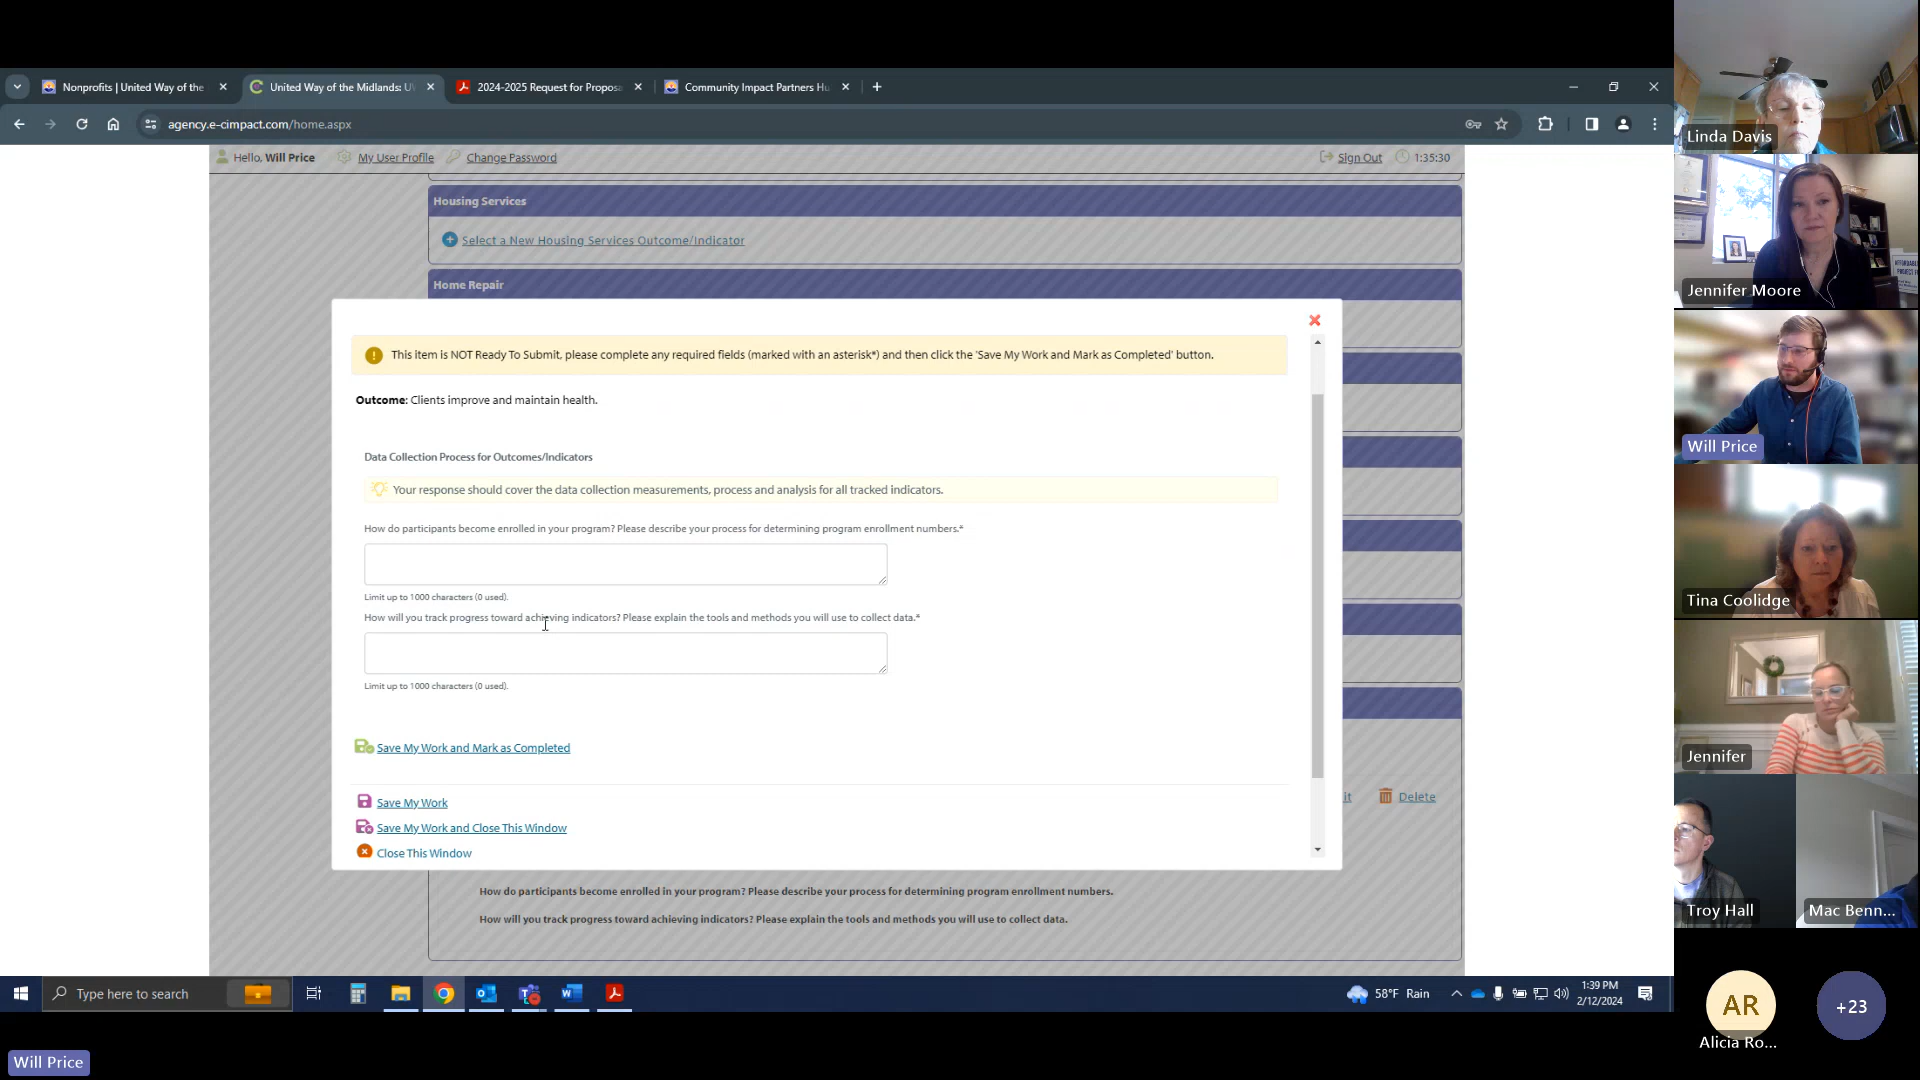 Nonprofits | United Way of the
United Way of the Midlands: UW
2024-2025 Request for Proposa
Community Impact Partners Hu
agency.e-cimpact.com/home.aspx
Hello, Will Price
My User Profile
Change Password
Sign Out
1:35:30
Housing Services
Select a New Housing Services Outcome/Indicator
Home Repair
This item is NOT Ready To Submit, please complete any required fields (marked with an asterisk*) and then click the 'Save My Work and Mark as Completed' button.
Outcome: Clients improve and maintain health.
Data Collection Process for Outcomes/Indicators
Your response should cover the data collection measurements, process and analysis for all tracked indicators.
How do participants become enrolled in your program? Please describe your process for determining program enrollment numbers.*
Limit up to 1000 characters (0 used).
How will you track progress toward achieving indicators? Please explain the tools and methods you will use to collect data.*
Limit up to 1000 characters (0 used).
Save My Work and Mark as Completed
Save My Work
Save My Work and Close This Window
Close This Window
it
Delete
How do participants become enrolled in your program? Please describe your process for determining program enrollment numbers.
How will you track progress toward achieving indicators? Please explain the tools and methods you will use to collect data.
Type here to search
58°F Rain
1:39 PM
2/12/2024
Will Price
Linda Davis
Jennifer Moore
Will Price
Tina Coolidge
Jennifer
Troy Hall
Mac Benn...
AR
Alicia Ro...
+23